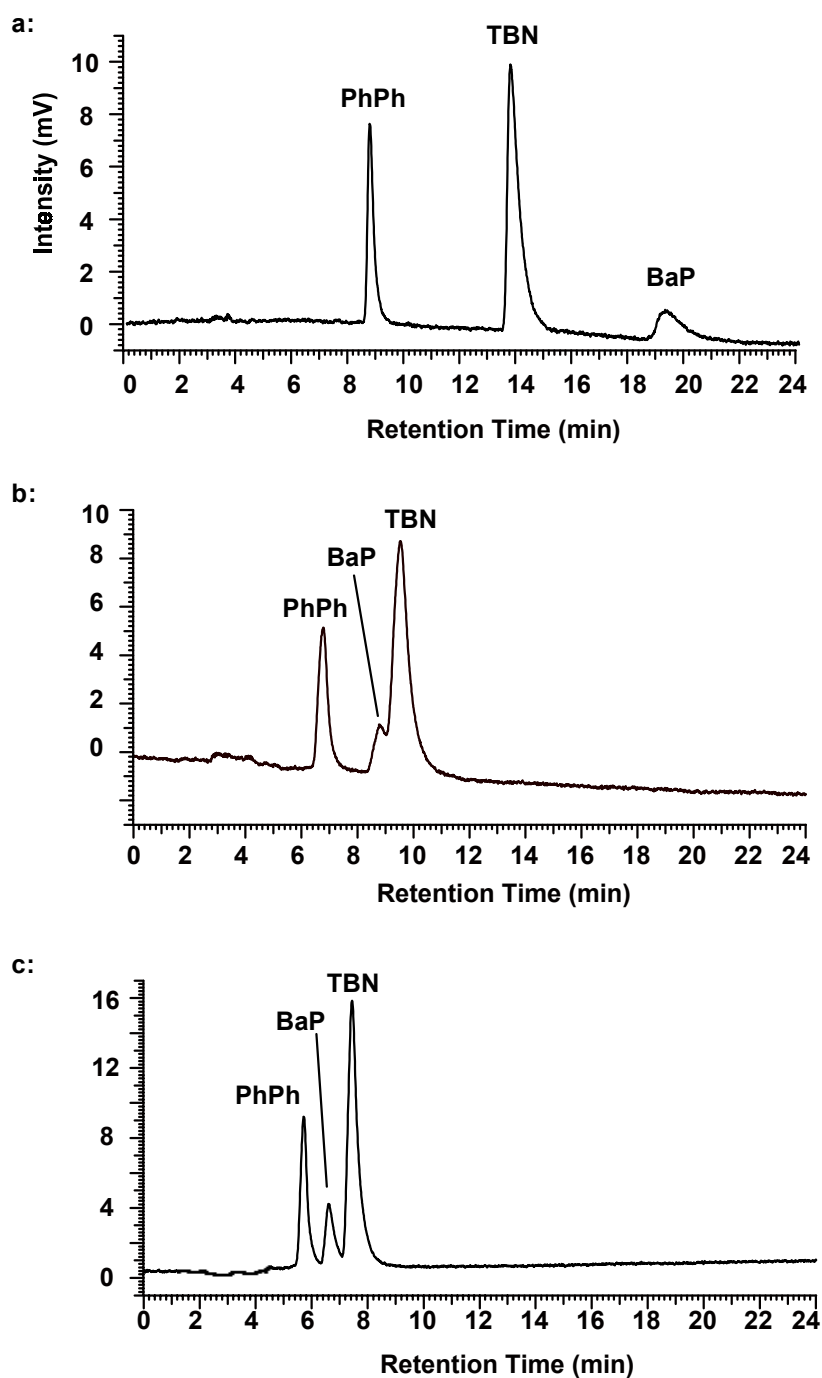 a:
TBN
PhPh
BaP
Intensity (mV)
10
8
6
4
2
0
0 2 4 6 8 10 12 14 16 18 20 22 24
Retention Time (min)
b:
TBN
BaP
PhPh
10
8
6
4
2
0
0 2 4 6 8 10 12 14 16 18 20 22 24
Retention Time (min)
c:
TBN
BaP
PhPh
16
12
8
4
0
0 2 4 6 8 10 12 14 16 18 20 22 24
Retention Time (min)